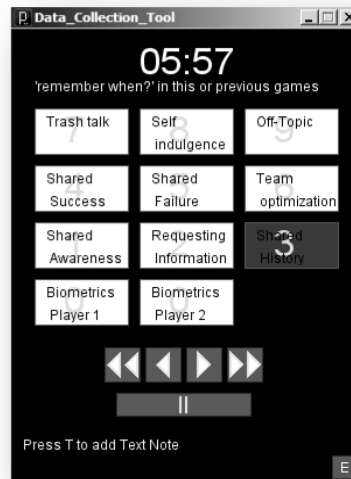 Data_Collection_Tool
05:57
'remember when?' in this or previous games
Trash talk
7
Self
indulgence
8
Off-Topic
9
Shared
Success
4
Shared
Failure
5
Team
optimization
6
Shared
Awareness
1
Requesting
Information
2
Shared
History
3
Biometrics
Player 1
0
Biometrics
Player 2
0
Press T to add Text Note
E